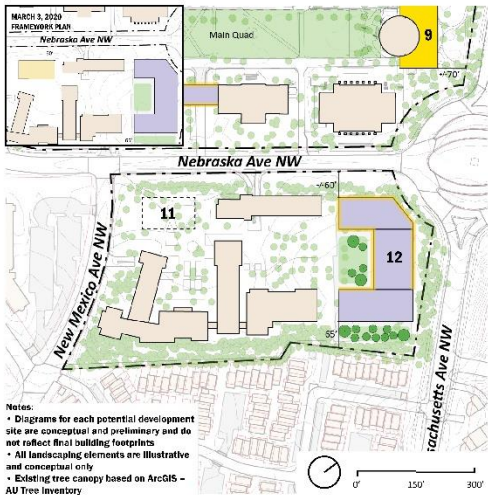 MARCH 3, 2020
FRAMEWORK PLAN
Nebraska Ave NW
60'
65'
Main Quad
9
+/-70'
Nebraska Ave NW
+/-60'
11
12
New Mexico Ave NW
55'
sachusetts Ave NW
Notes:
• Diagrams for each potential development
site are conceptual and preliminary and do
not reflect final building footprints
• All landscaping elements are illustrative
and conceptual only
• Existing tree canopy based on ArcGIS –
AU Tree Inventory
0'
150'
300'